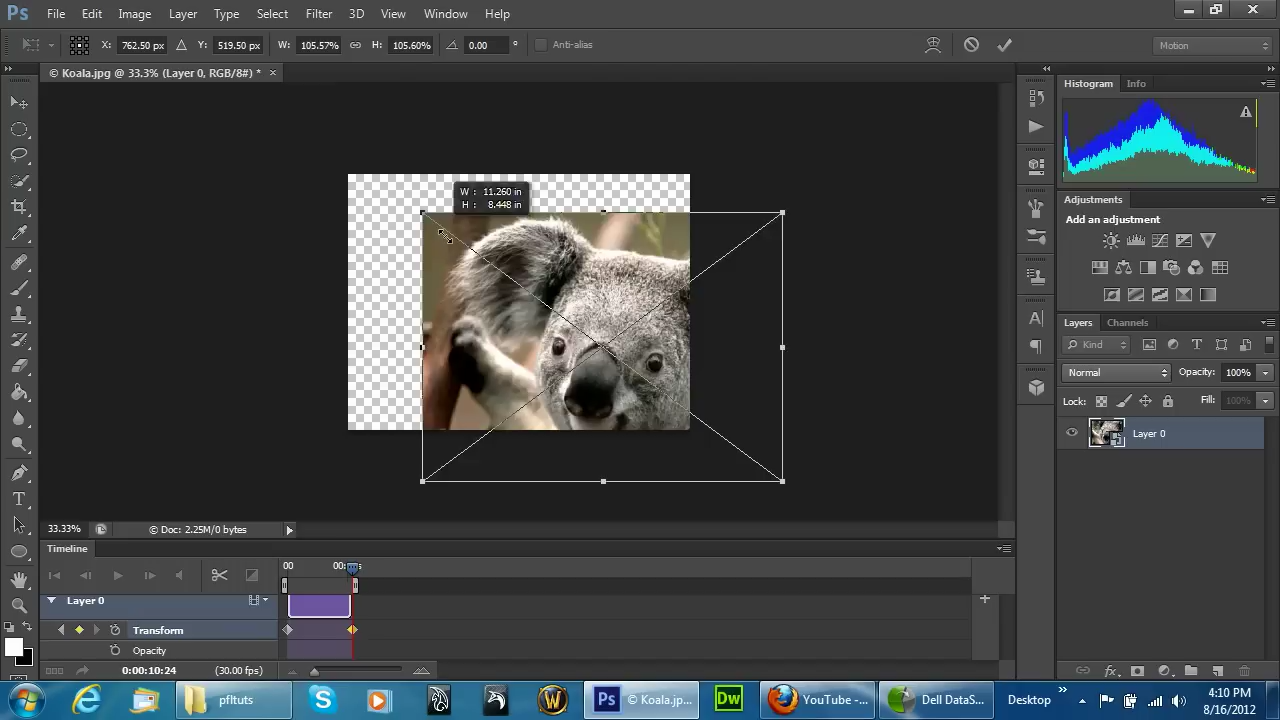 Ps File Edit Image Layer Type Select Filter 3D View Window Help
X: 762.50 px Y: 519.50 px W: 105.57% H: 105.60% 0.00 ° Anti-alias Motion
© Koala.jpg @ 33.3% (Layer 0, RGB/8#) * ×
Histogram Info
W : 11.260 in
H : 8.448 in
Adjustments
Add an adjustment
Layers Channels
Kind
Normal Opacity: 100%
Lock: Fill: 100%
Layer 0
33.33% © Doc: 2.25M/0 bytes
Timeline
00
Layer 0
Transform
Opacity
0:00:10:24 (30.00 fps)
pfltuts © Koala.jp... Dw YouTube -... Dell DataS... Desktop
4:10 PM
8/16/2012